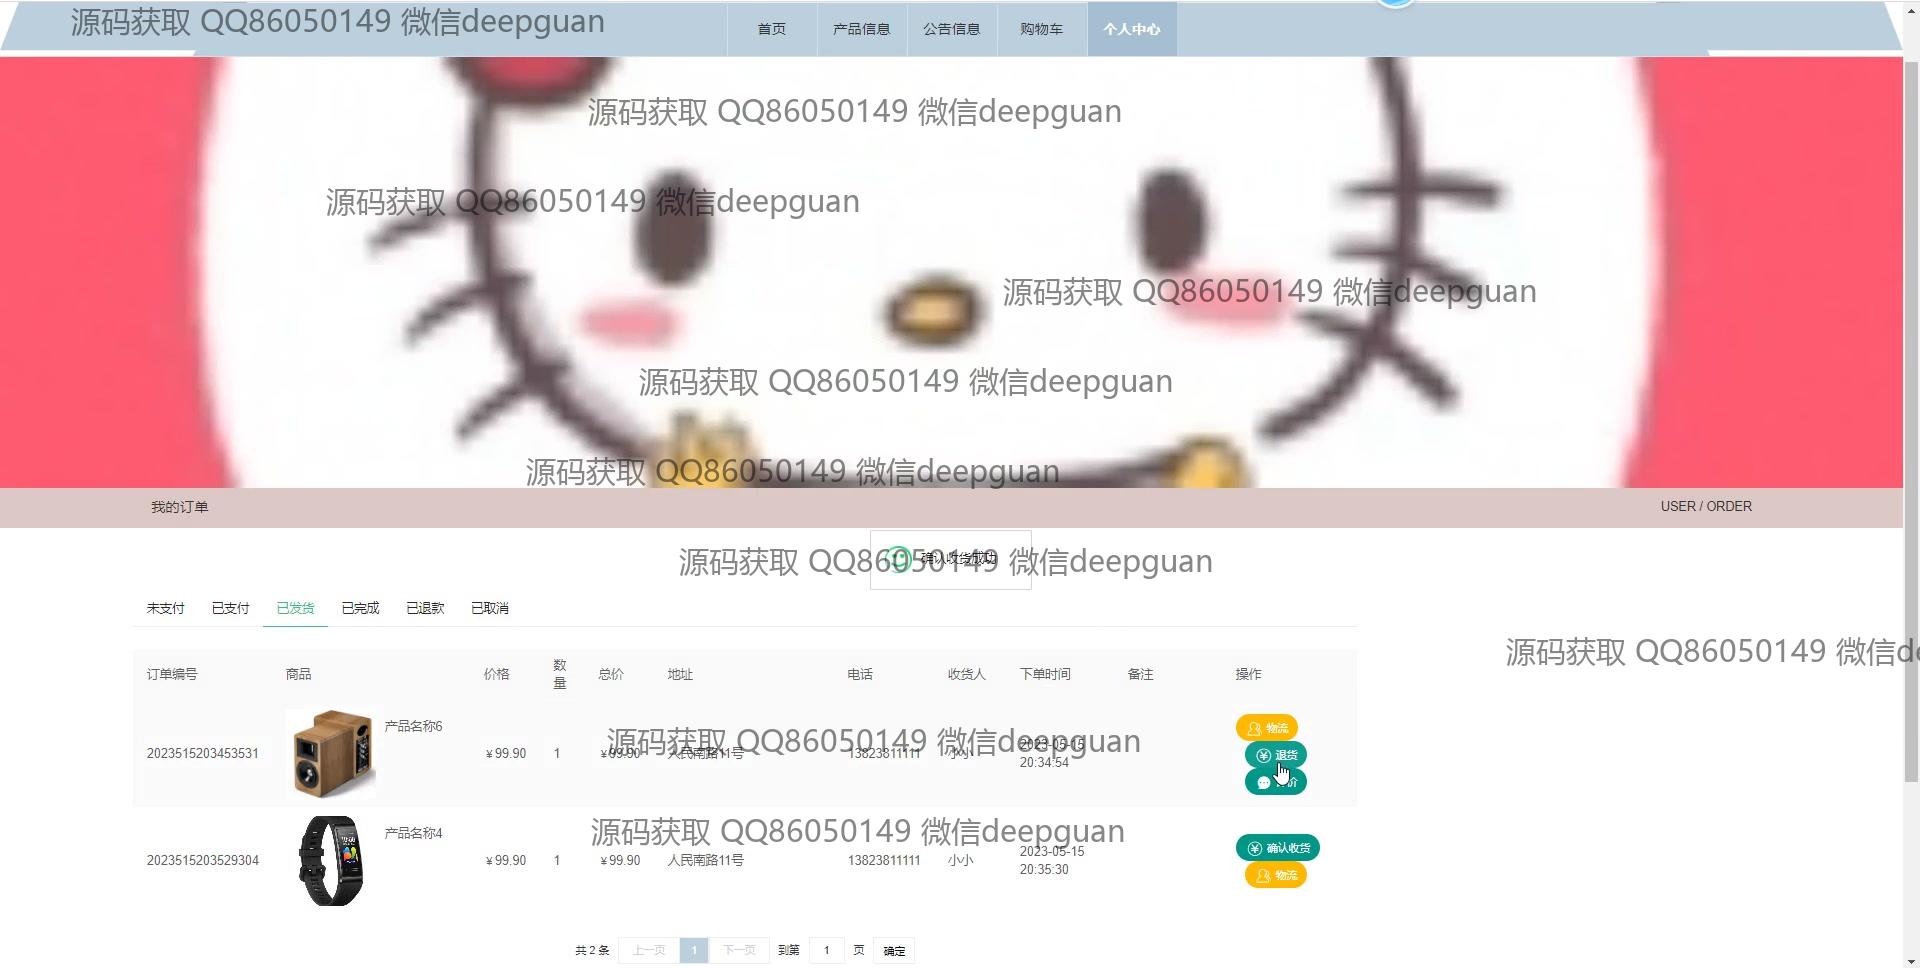 源码获取 QQ86050149 微信deepguan
首页 产品信息 公告信息 购物车 个人中心
源码获取 QQ86050149 微信deepguan
源码获取 QQ86050149 微信deepguan
源码获取 QQ86050149 微信deepguan
源码获取 QQ86050149 微信deepguan
源码获取 QQ86050149 微信deepguan
我的订单 USER / ORDER
源码获取 QQ86050149 微信deepguan
确认收货成功
未支付 已支付 已发货 已完成 已退款 已取消
源码获取 QQ86050149 微信de
订单编号 商品 价格 数量 总价 地址 电话 收货人 下单时间 备注 操作
产品名称6
物流
源码获取 QQ86050149 微信deepguan
2023515203453531 ¥99.90 1 ¥99.90 人民南路11号 13823811111 小小 2023-05-15 20:34:54
退货
源码获取 QQ86050149 微信deepguan
产品名称4
2023515203529304 ¥99.90 1 ¥99.90 人民南路11号 13823811111 小小 2023-05-15 20:35:30
确认收货
物流
共 2 条 上一页 1 下一页 到第 1 页 确定